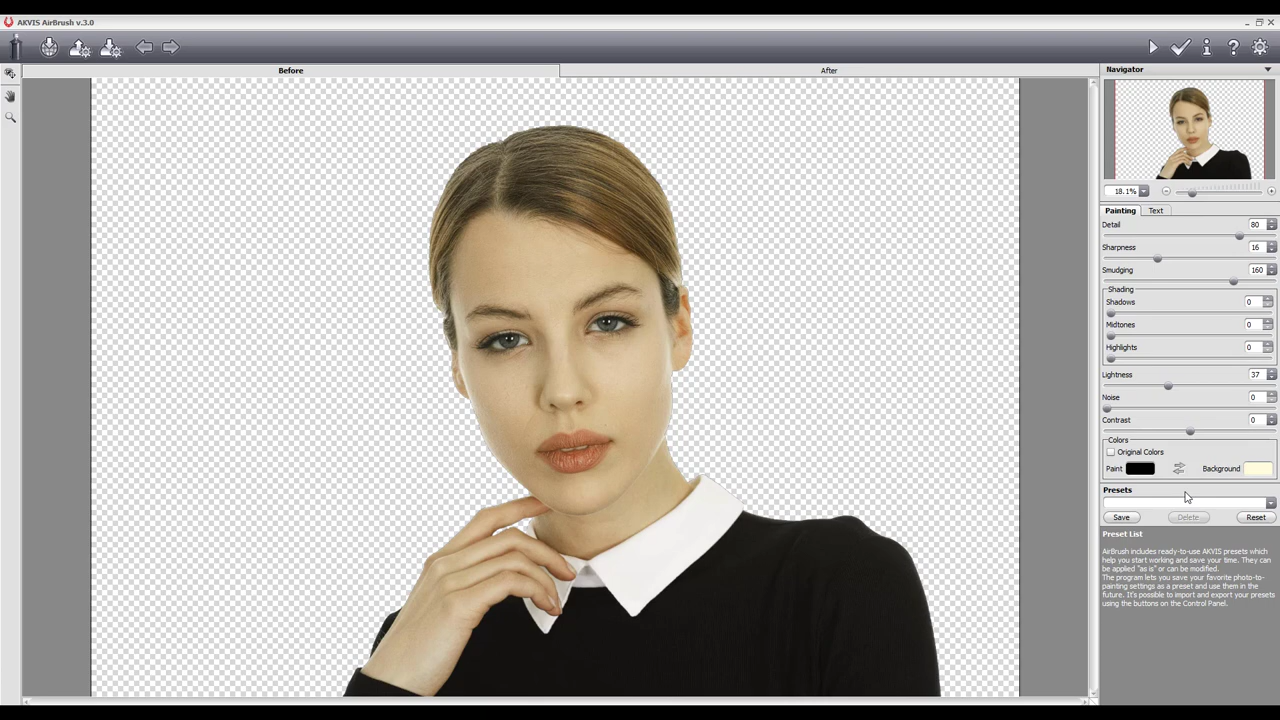 AKVIS AirBrush v.3.0
Before
After
Navigator
18.1%
Painting
Text
Detail
80
Sharpness
16
Smudging
160
Shading
Shadows
0
Midtones
0
Highlights
0
Lightness
37
Noise
0
Contrast
0
Colors
Original Colors
Paint
Background
Presets
Save
Delete
Reset
Preset List
AirBrush includes ready-to-use AKVIS presets which
help you start working and save your time. They can
be applied "as is" or can be modified.
The program lets you save your favorite photo-to-
painting settings as a preset and use them in the
future. It's possible to import and export your presets
using the buttons on the Control Panel.